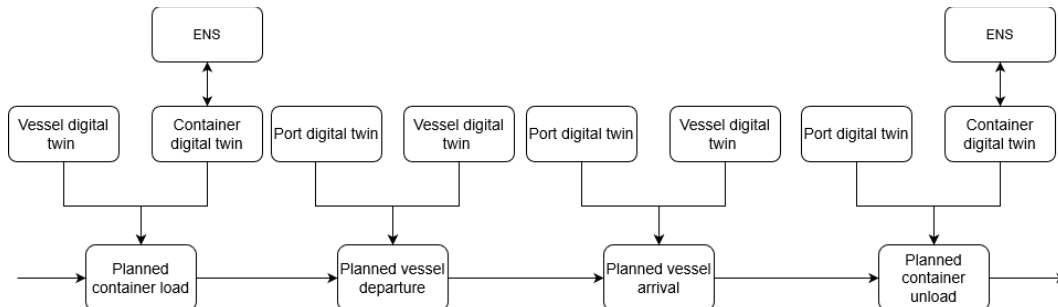 ENS
ENS
Vessel digital
twin
Container
digital twin
Port digital twin
Vessel digital
twin
Port digital twin
Vessel digital
twin
Port digital twin
Container
digital twin
Planned
container load
Planned vessel
departure
Planned vessel
arrival
Planned
container
unload